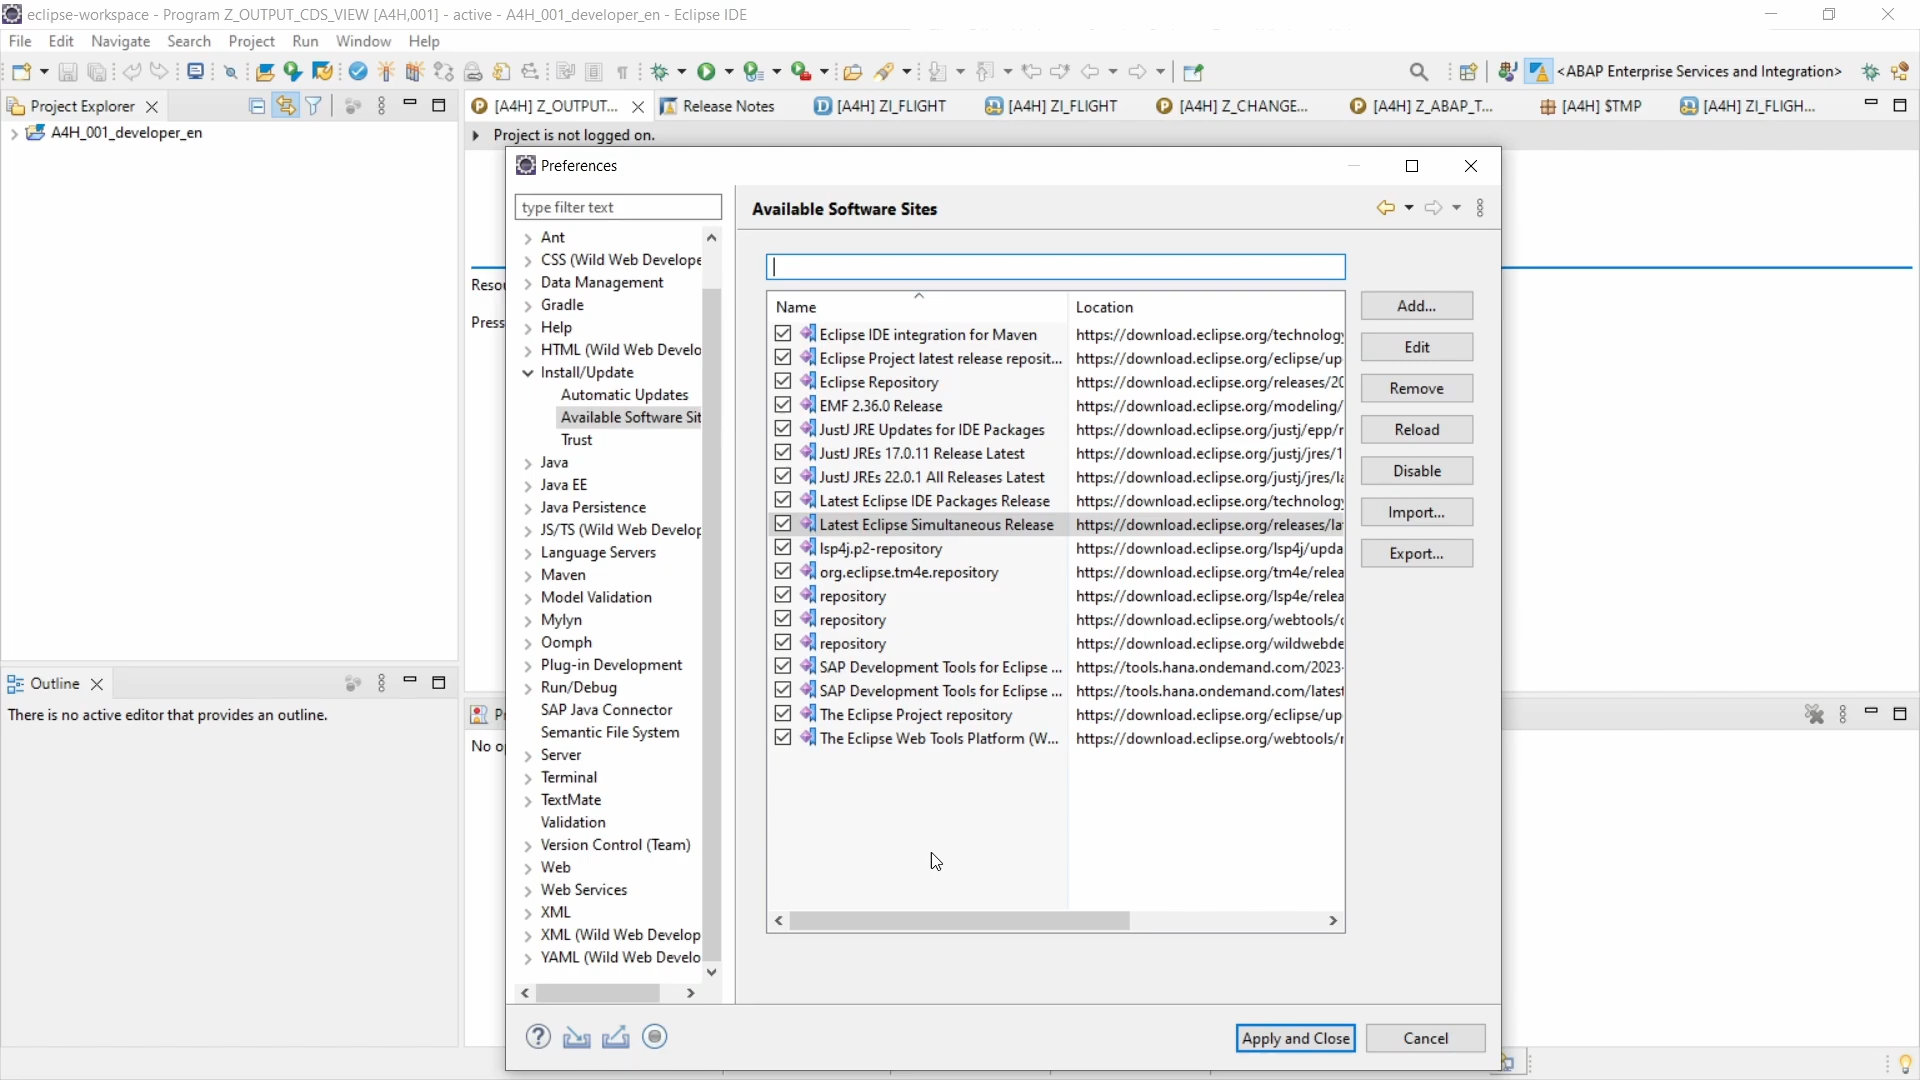 eclipse-workspace - Program Z_OUTPUT_CDS_VIEW [A4H,001] - active - A4H_001_developer_en - Eclipse IDE
File Edit Navigate Search Project Run Window Help
<ABAP Enterprise Services and Integration>
Project Explorer
[A4H] Z_OUTPUT... Release Notes [A4H] ZI_FLIGHT [A4H] ZI_FLIGHT [A4H] Z_CHANGE... [A4H] Z_ABAP_T... [A4H] $TMP [A4H] ZI_FLIGH...
A4H_001_developer_en
Project is not logged on.
Resou
Press
Outline
There is no active editor that provides an outline.
No op
Preferences
type filter text
Ant
CSS (Wild Web Develope
Data Management
Gradle
Help
HTML (Wild Web Develo
Install/Update
Automatic Updates
Available Software Sit
Trust
Java
Java EE
Java Persistence
JS/TS (Wild Web Develop
Language Servers
Maven
Model Validation
Mylyn
Oomph
Plug-in Development
Run/Debug
SAP Java Connector
Semantic File System
Server
Terminal
TextMate
Validation
Version Control (Team)
Web
Web Services
XML
XML (Wild Web Develop
YAML (Wild Web Develo
Available Software Sites
Name Location
Eclipse IDE integration for Maven https://download.eclipse.org/technology
Eclipse Project latest release reposit... https://download.eclipse.org/eclipse/up
Eclipse Repository https://download.eclipse.org/releases/20
EMF 2.36.0 Release https://download.eclipse.org/modeling/
JustJ JRE Updates for IDE Packages https://download.eclipse.org/justj/epp/r
JustJ JREs 17.0.11 Release Latest https://download.eclipse.org/justj/jres/1
JustJ JREs 22.0.1 All Releases Latest https://download.eclipse.org/justj/jres/la
Latest Eclipse IDE Packages Release https://download.eclipse.org/technology
Latest Eclipse Simultaneous Release https://download.eclipse.org/releases/la
lsp4j.p2-repository https://download.eclipse.org/lsp4j/upda
org.eclipse.tm4e.repository https://download.eclipse.org/tm4e/relea
repository https://download.eclipse.org/lsp4e/relea
repository https://download.eclipse.org/webtools/d
repository https://download.eclipse.org/wildwebde
SAP Development Tools for Eclipse ... https://tools.hana.ondemand.com/2023-
SAP Development Tools for Eclipse ... https://tools.hana.ondemand.com/latest
The Eclipse Project repository https://download.eclipse.org/eclipse/up
The Eclipse Web Tools Platform (W... https://download.eclipse.org/webtools/r
Add...
Edit
Remove
Reload
Disable
Import...
Export...
Apply and Close Cancel